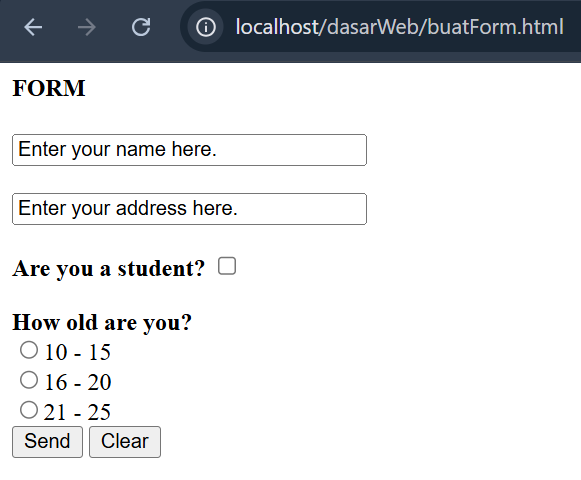 localhost/dasarWeb/buatForm.html
FORM
Enter your name here.
Enter your address here.
Are you a student?
How old are you?
10 - 15
16 - 20
21 - 25
Send Clear